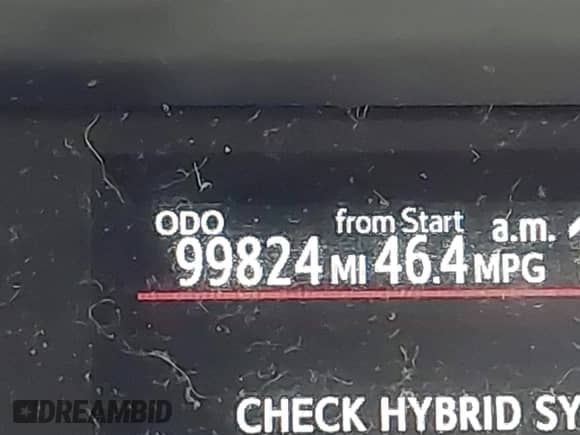 ODO from Start a.m.
99824 MI 46.4 MPG
CHECK HYBRID SY
DREAMBID